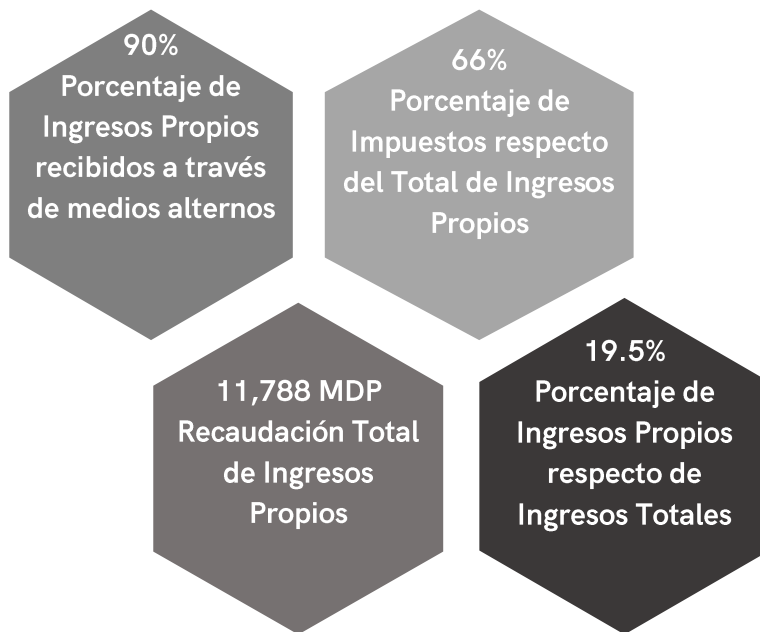 90%
Porcentaje de
Ingresos Propios
recibidos a través
de medios alternos
66%
Porcentaje de
Impuestos respecto
del Total de Ingresos
Propios
11,788 MDP
Recaudación Total
de Ingresos
Propios
19.5%
Porcentaje de
Ingresos Propios
respecto de
Ingresos Totales